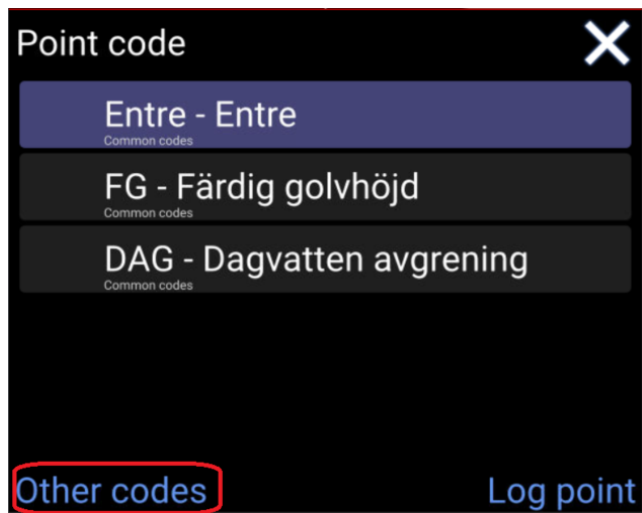 Point code
Entre - Entre
Common codes
FG - Färdig golvhöjd
Common codes
DAG - Dagvatten avgrening
Common codes
Other codes
Log point